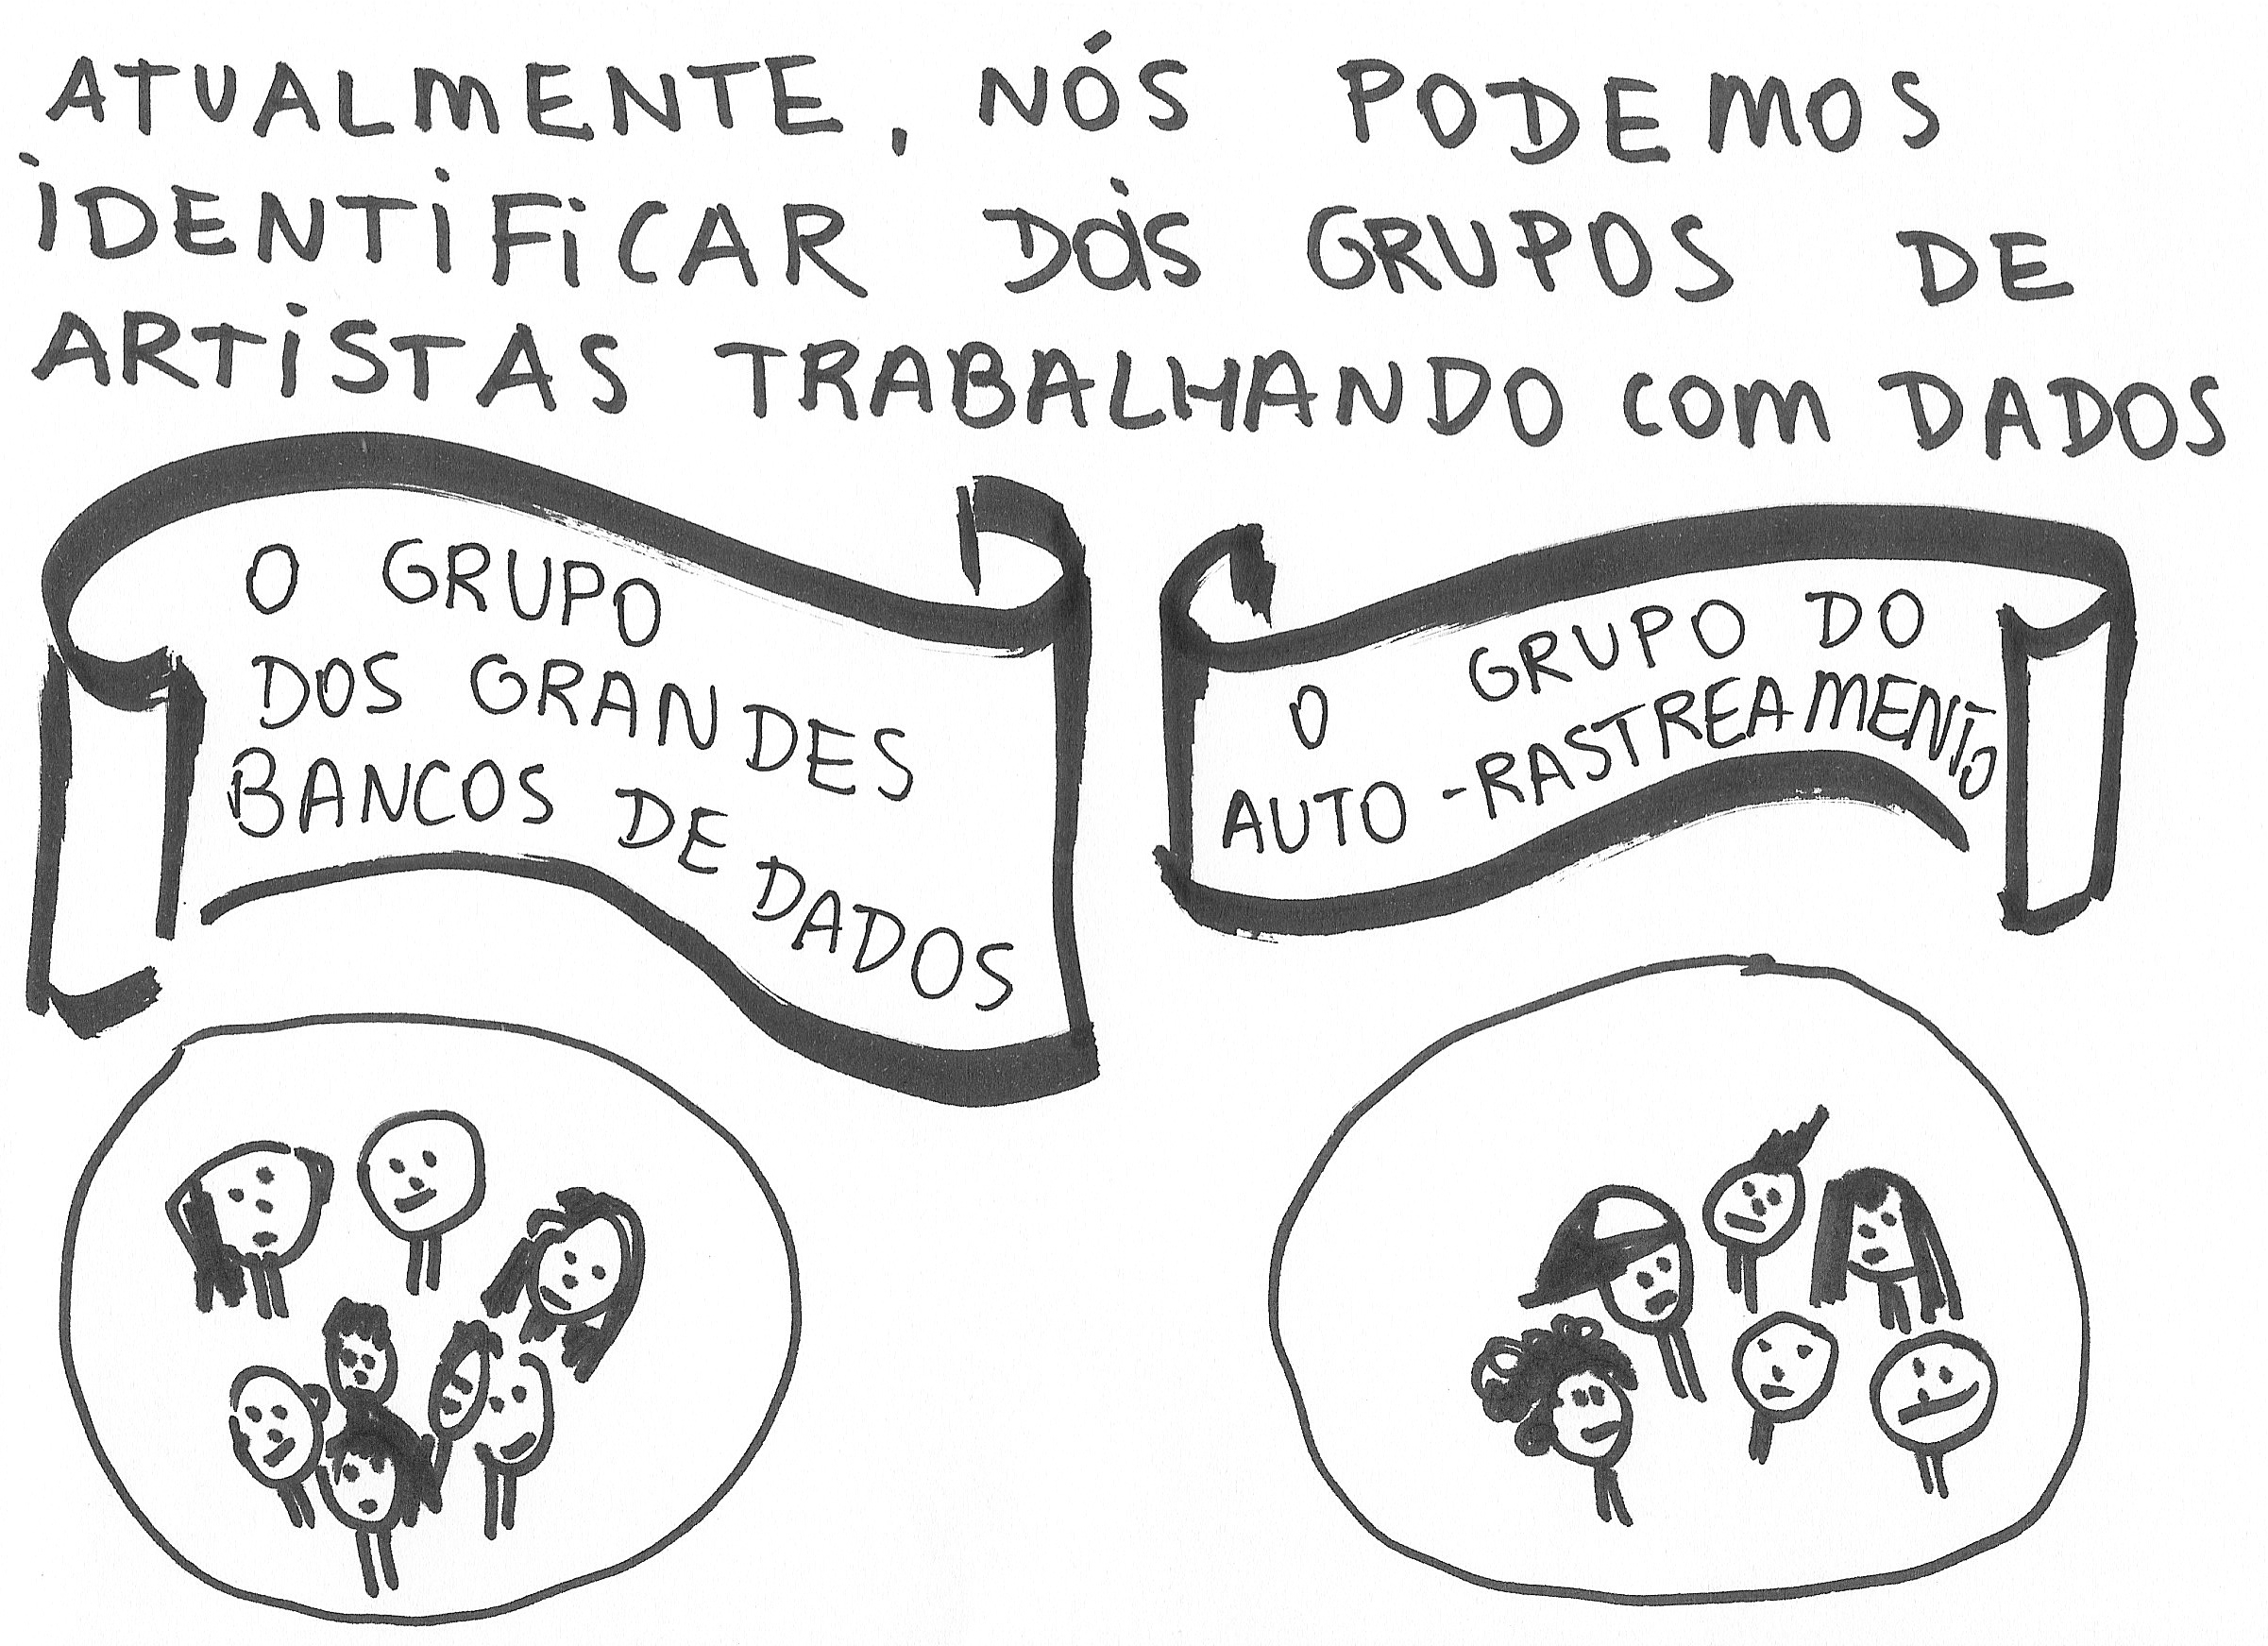 ATUALMENTE, NÓS PODEMOS
IDENTIFICAR DOIS GRUPOS DE
ARTISTAS TRABALHANDO COM DADOS
O GRUPO
DOS GRANDES
BANCOS DE DADOS
O GRUPO DO
AUTO-RASTREAMENTO